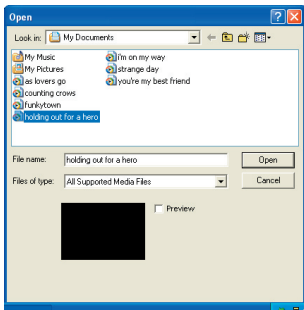 Open
Look in: My Documents
My Music
My Pictures
as lovers go
counting crows
funkytown
holding out for a hero
i'm on my way
strange day
you're my best friend
File name: holding out for a hero Open
Files of type: All Supported Media Files Cancel
Preview